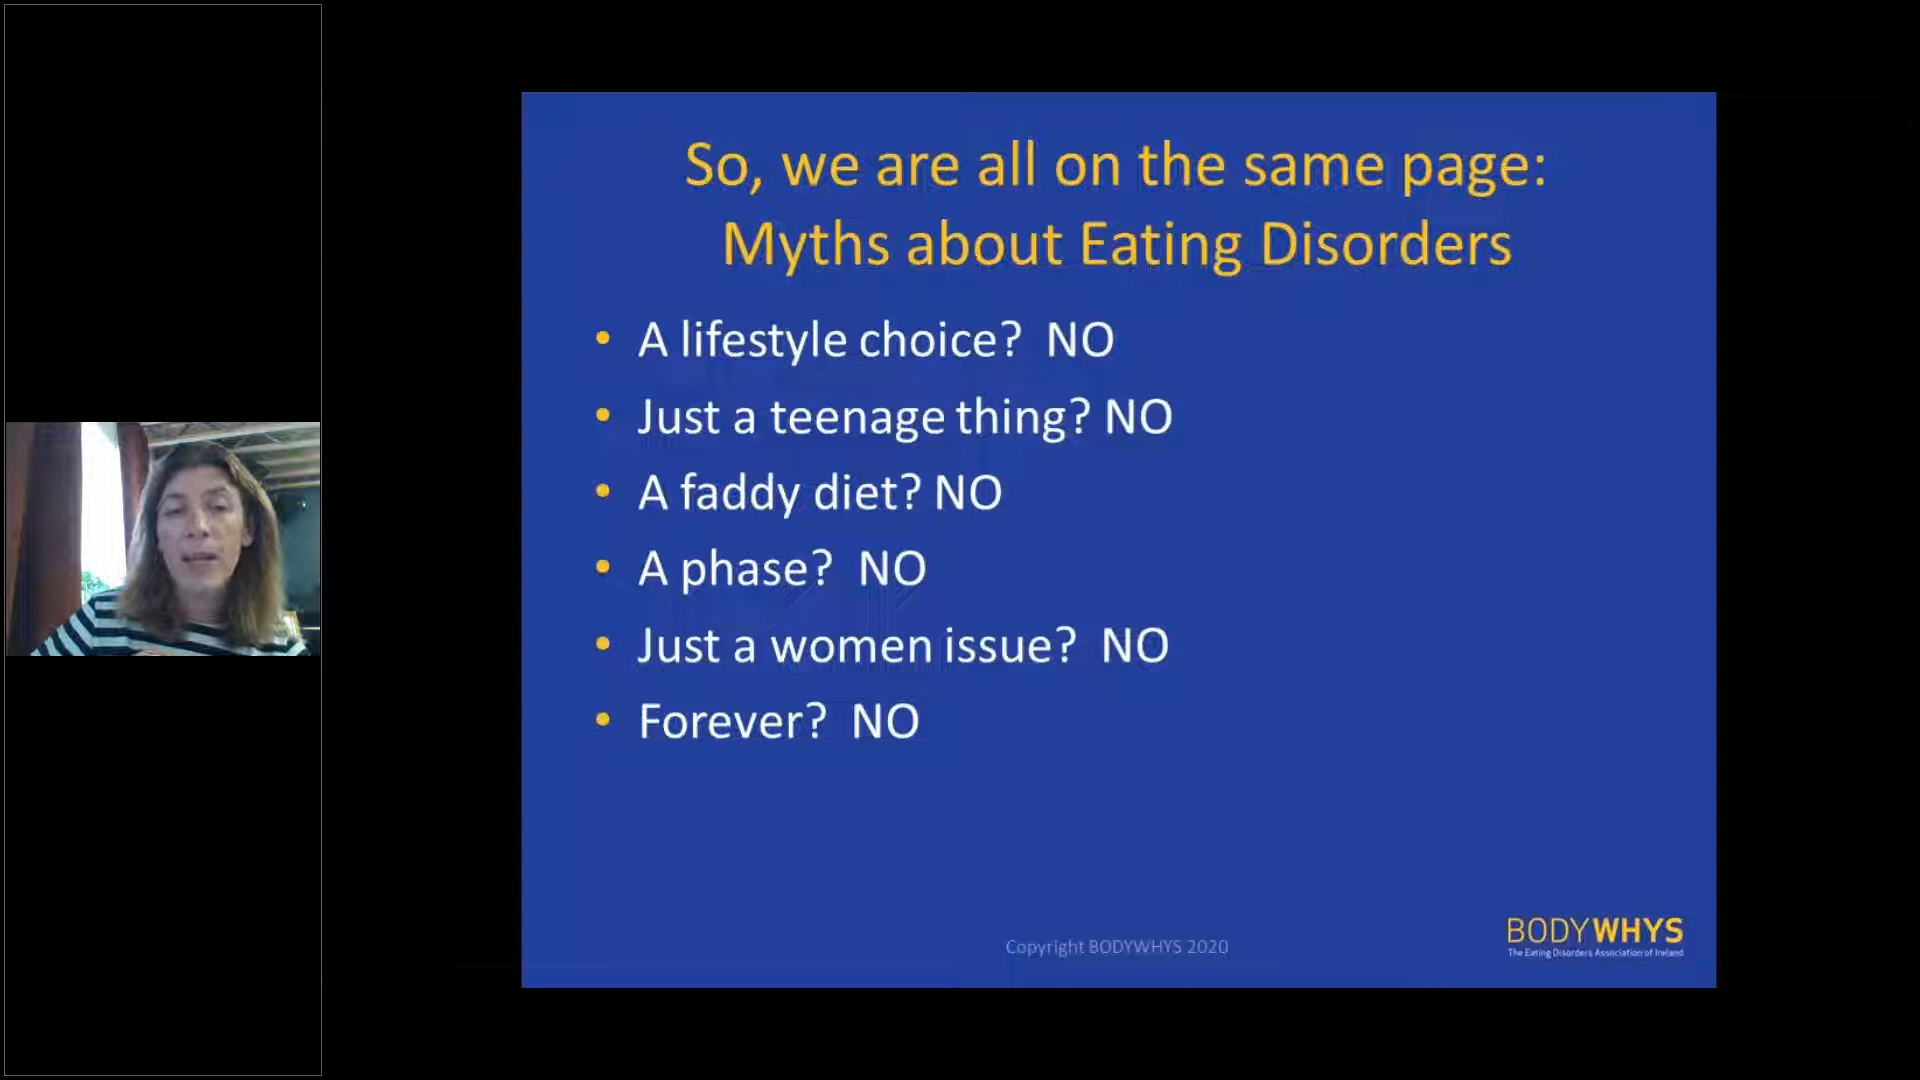 So, we are all on the same page:
Myths about Eating Disorders
• A lifestyle choice?  NO
• Just a teenage thing? NO
• A faddy diet? NO
• A phase?  NO
• Just a women issue?  NO
• Forever?  NO
Copyright BODYWHYS 2020
BODYWHYS
The Eating Disorders Association of Ireland